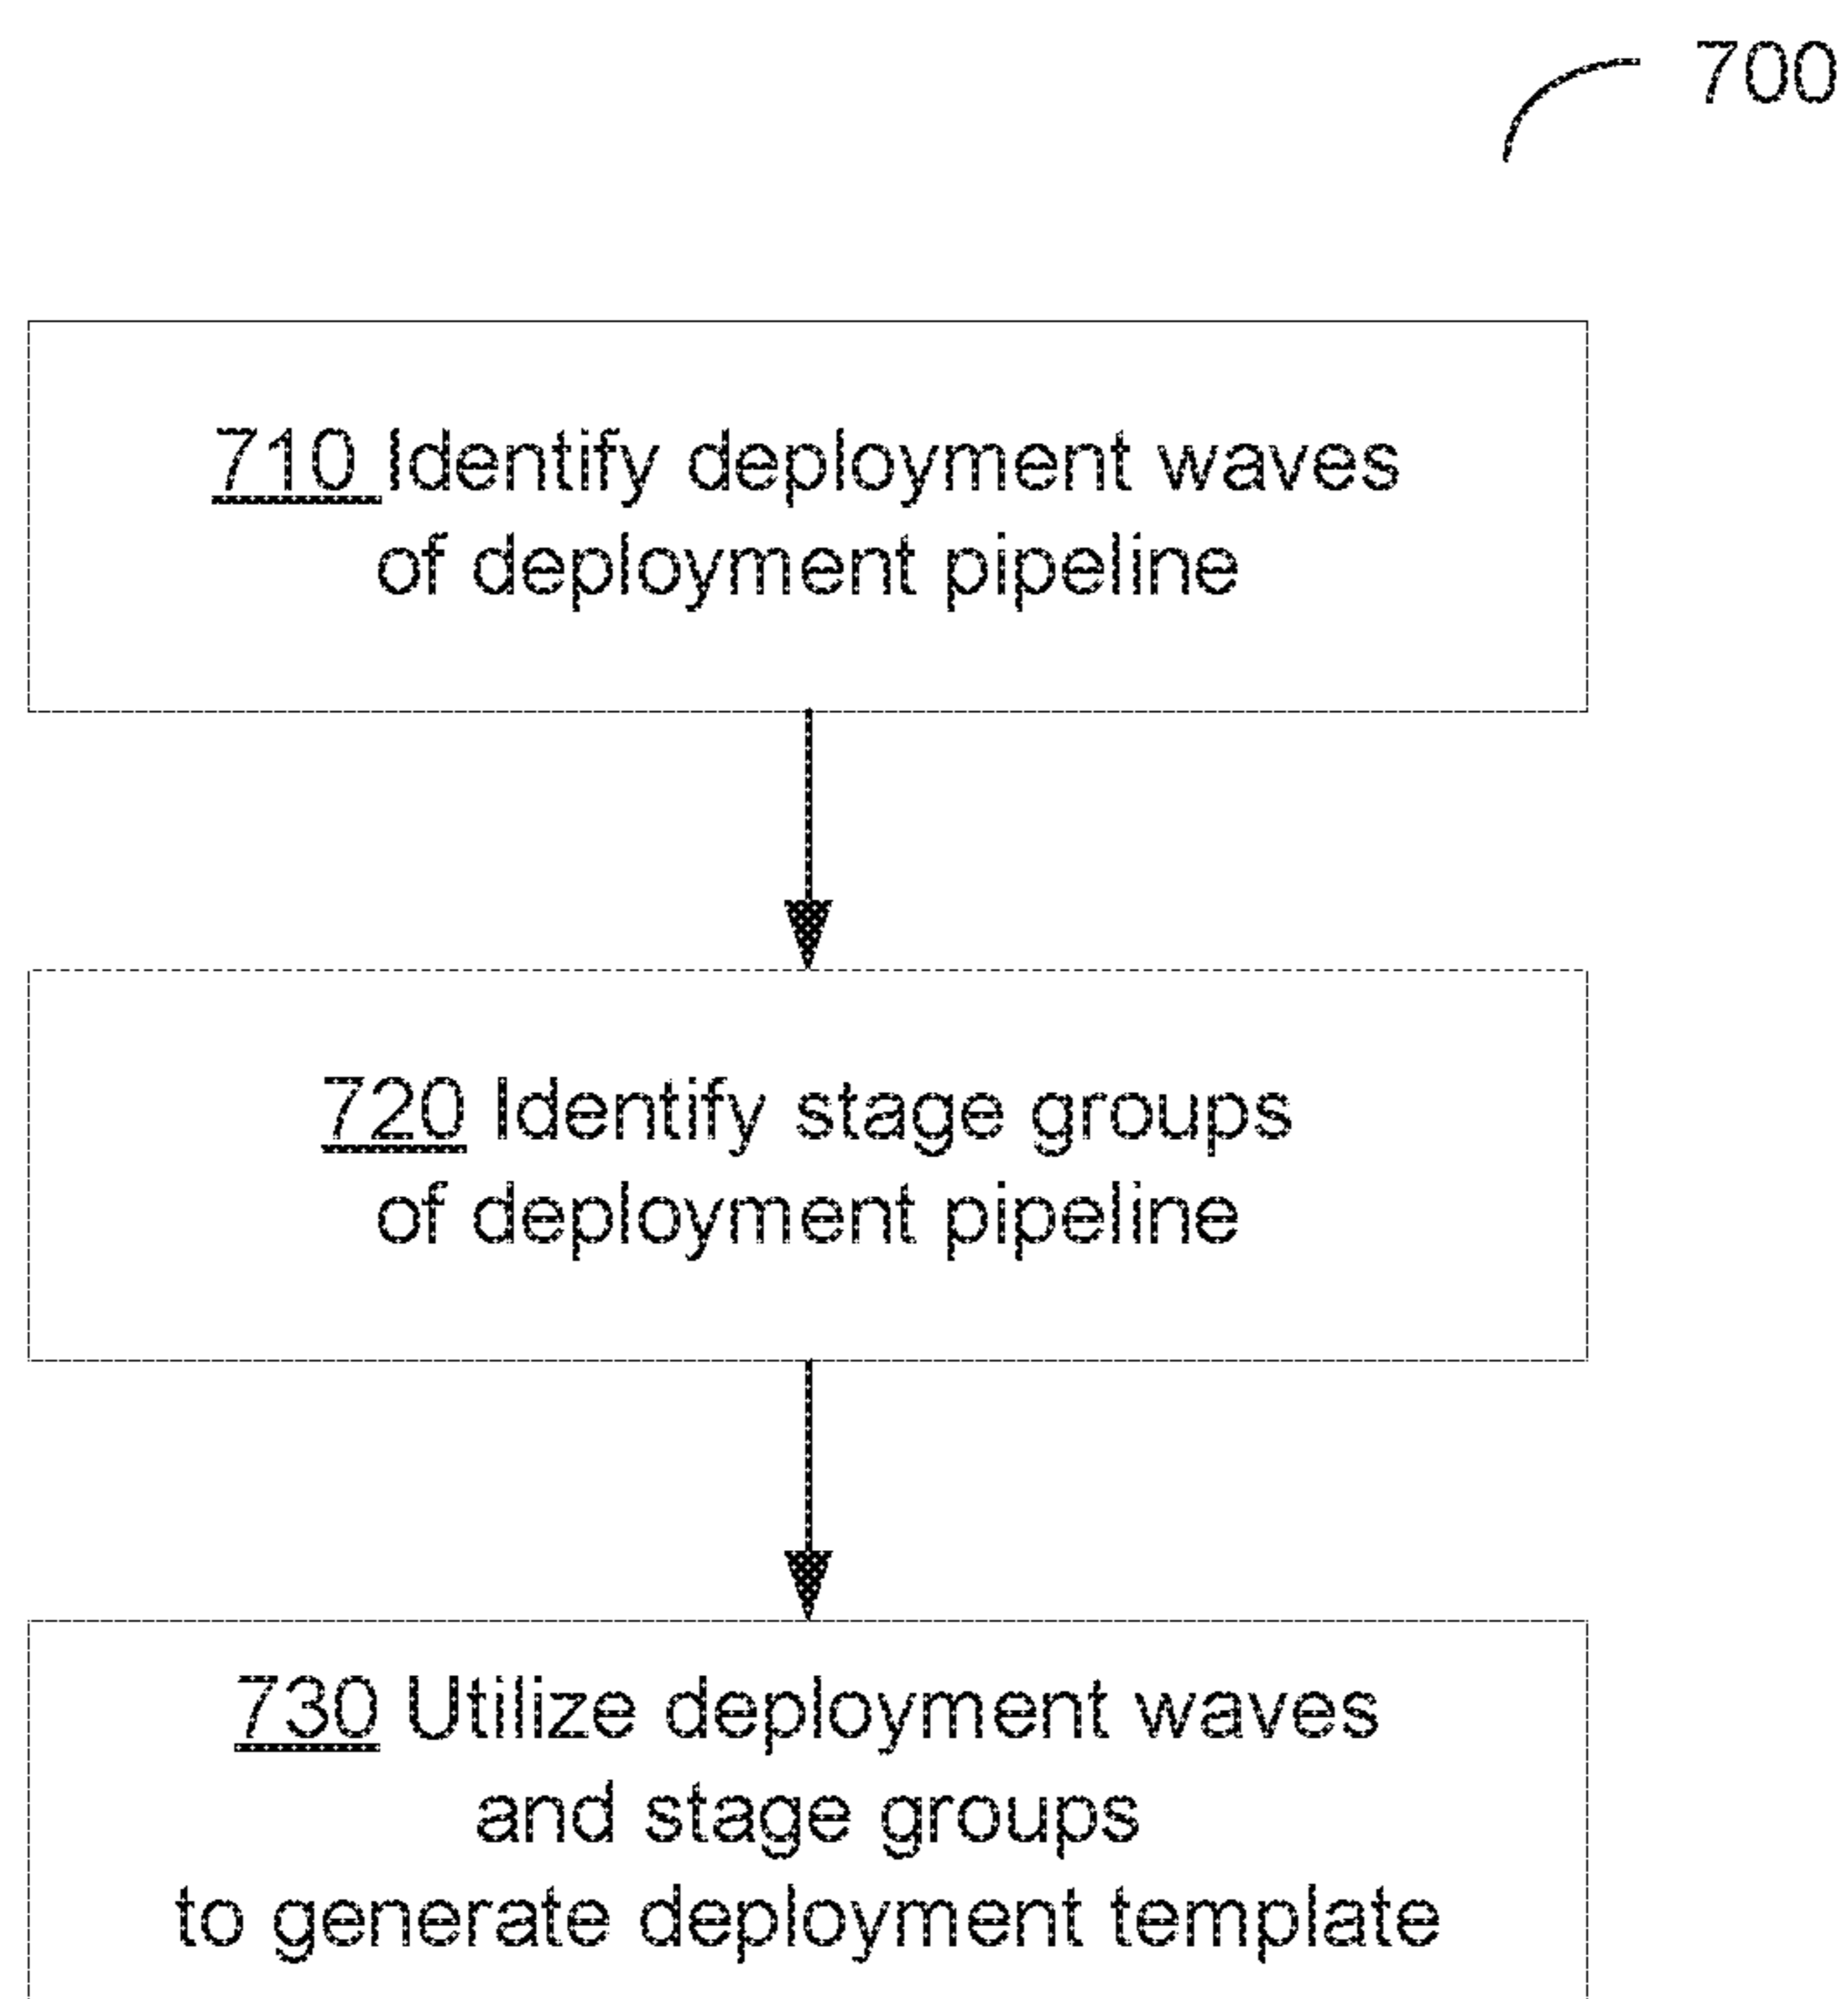 700
710 Identify deployment waves
of deployment pipeline
720 Identify stage groups
of deployment pipeline
730 Utilize deployment waves
and stage groups
to generate deployment template